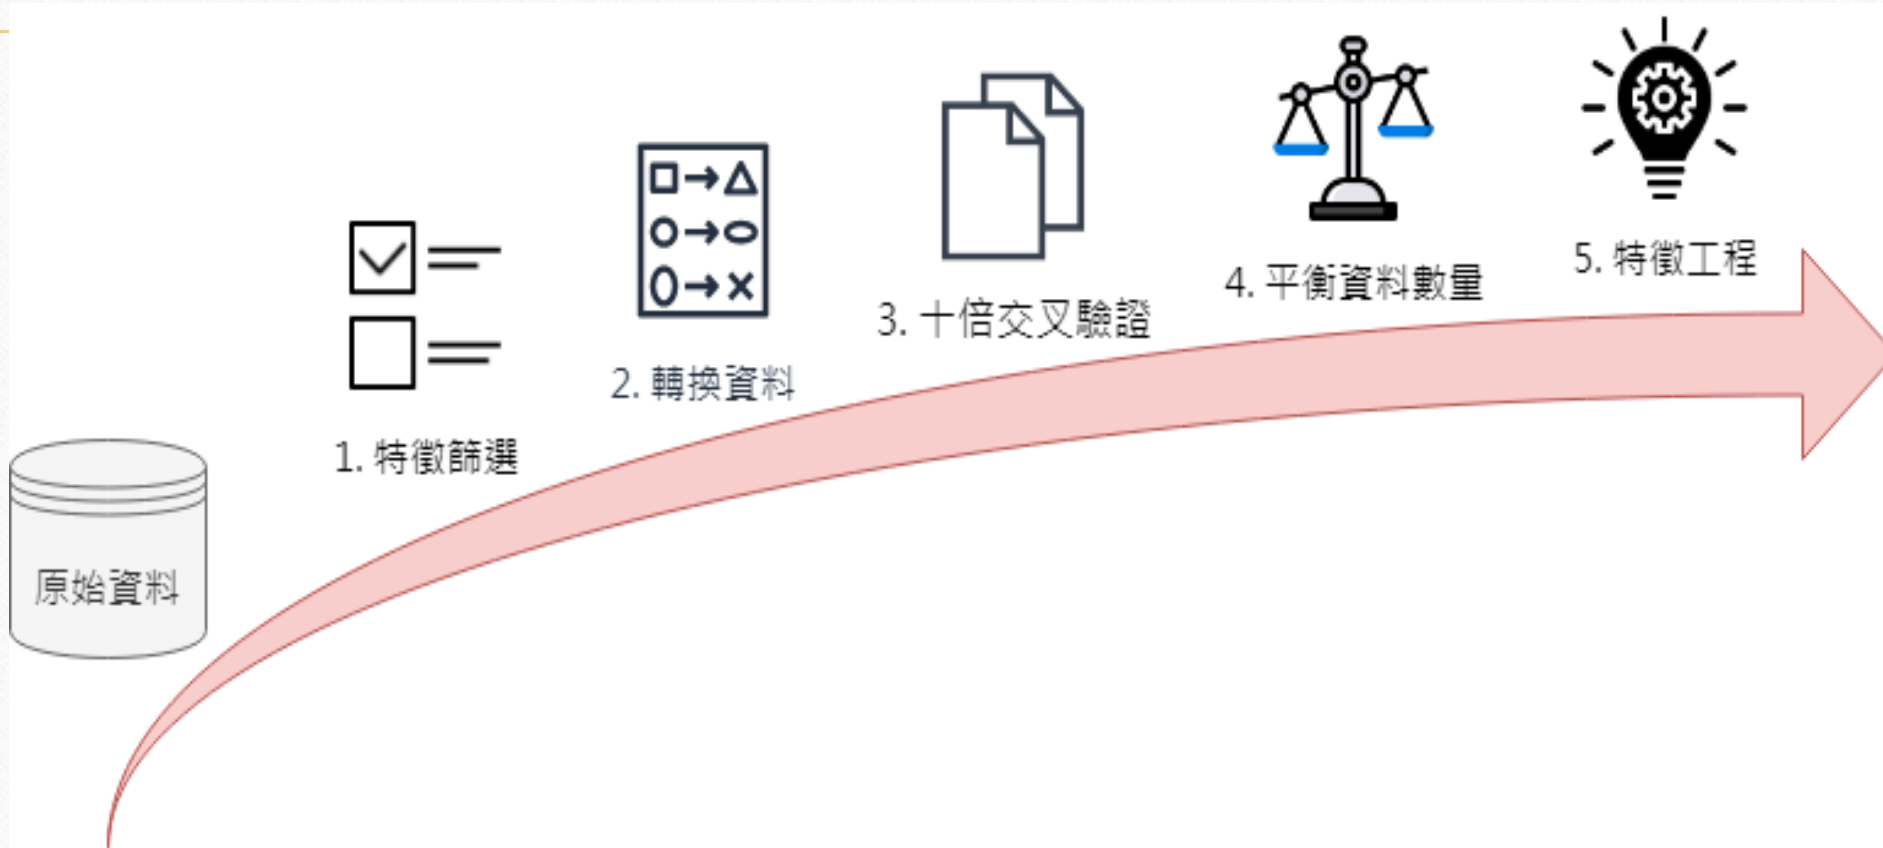 原始資料
1. 特徵篩選
2. 轉換資料
3. 十倍交叉驗證
4. 平衡資料數量
5. 特徵工程